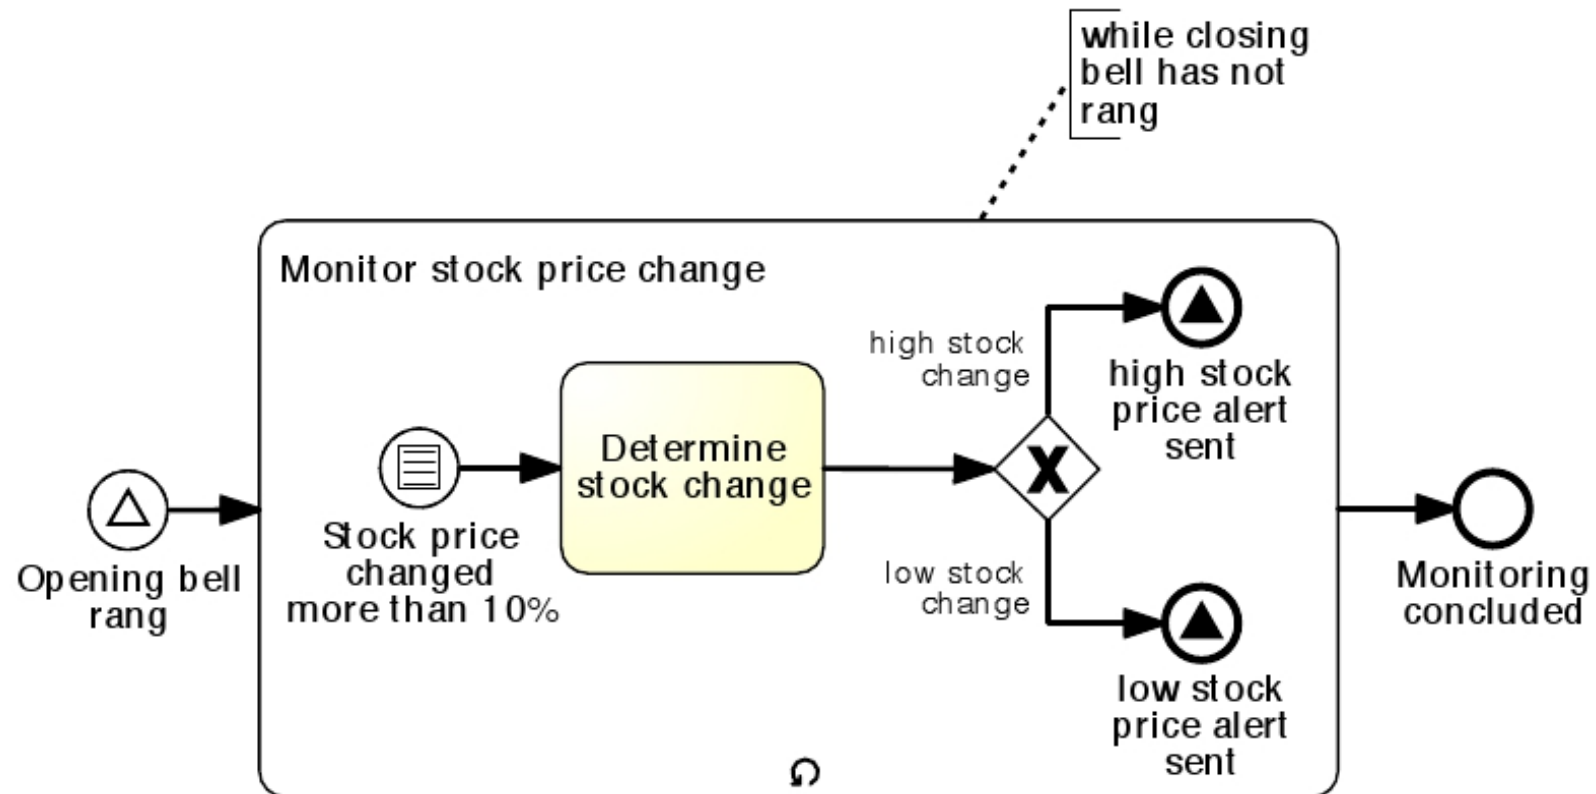 while closing
bell has not
rang
Monitor stock price change
high stock
change
high stock
price alert
sent
Determine
stock change
X
Stock price
changed
more than 10%
Opening bell
rang
low stock
change
low stock
price alert
sent
Monitoring
concluded